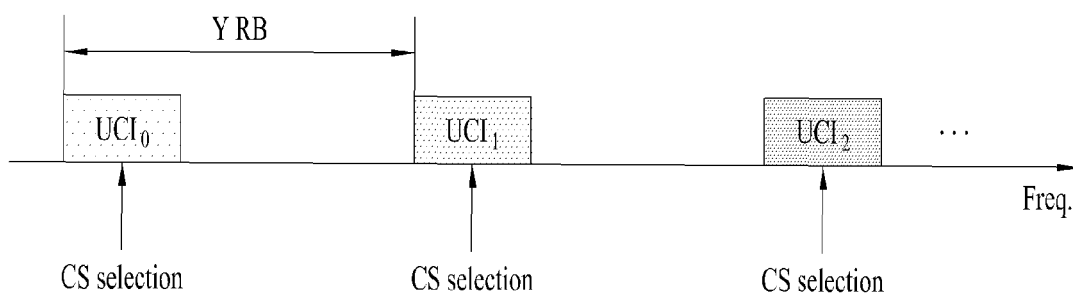 Y RB
UCI0
UCI1
UCI2
...
Freq.
CS selection
CS selection
CS selection